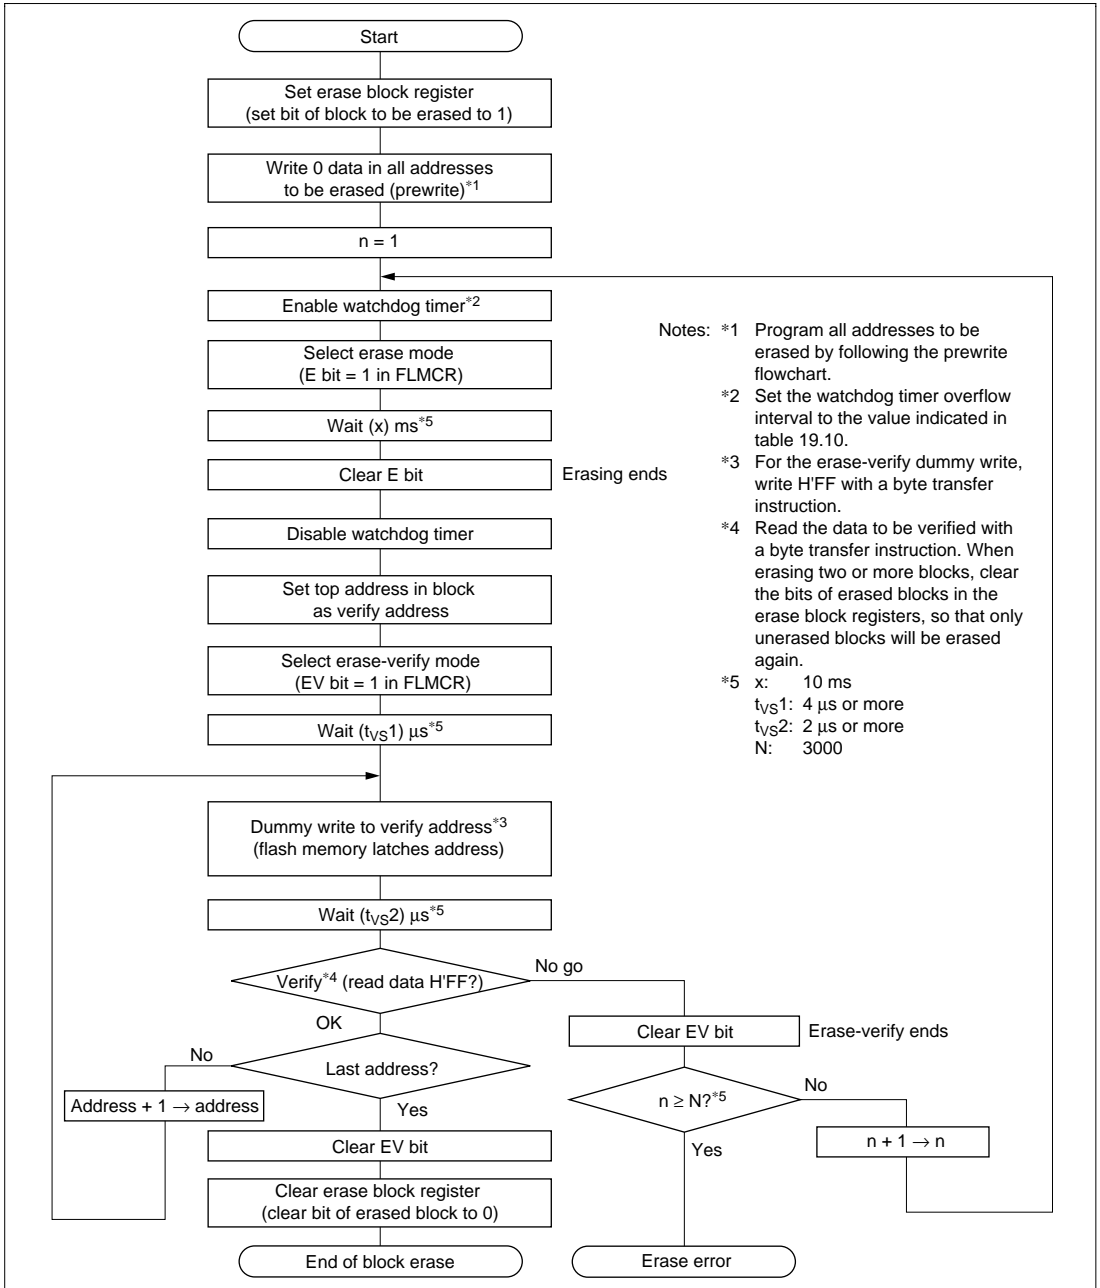 Start
Set erase block register
(set bit of block to be erased to 1)
Write 0 data in all addresses
to be erased (prewrite)*1
n = 1
Enable watchdog timer*2
Select erase mode
(E bit = 1 in FLMCR)
Wait (x) ms*5
Clear E bit
Erasing ends
Disable watchdog timer
Set top address in block
as verify address
Select erase-verify mode
(EV bit = 1 in FLMCR)
Wait (tVS1) μs*5
Dummy write to verify address*3
(flash memory latches address)
Wait (tVS2) μs*5
Verify*4 (read data H'FF?)
No go
OK
Last address?
No
Address + 1 → address
Yes
Clear EV bit
Clear erase block register
(clear bit of erased block to 0)
End of block erase
Clear EV bit
Erase-verify ends
n ≥ N?*5
No
n + 1 → n
Yes
Erase error
Notes: *1 Program all addresses to be
erased by following the prewrite
flowchart.
*2 Set the watchdog timer overflow
interval to the value indicated in
table 19.10.
*3 For the erase-verify dummy write,
write H'FF with a byte transfer
instruction.
*4 Read the data to be verified with
a byte transfer instruction. When
erasing two or more blocks, clear
the bits of erased blocks in the
erase block registers, so that only
unerased blocks will be erased
again.
*5 x: 10 ms
tVS1: 4 μs or more
tVS2: 2 μs or more
N: 3000